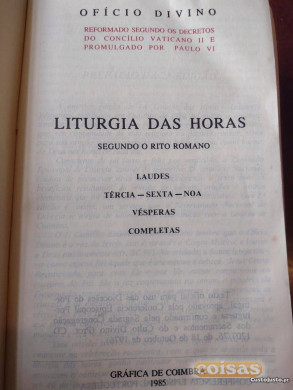 OFÍCIO DIVINO
REFORMADO SEGUNDO OS DECRETOS
DO CONCÍLIO VATICANO II E
PROMULGADO POR PAULO VI
LITURGIA DAS HORAS
SEGUNDO O RITO ROMANO
LAUDES
TÉRCIA — SEXTA — NOA
VÉSPERAS
COMPLETAS
GRÁFICA DE COIMBRA
1985
coisas